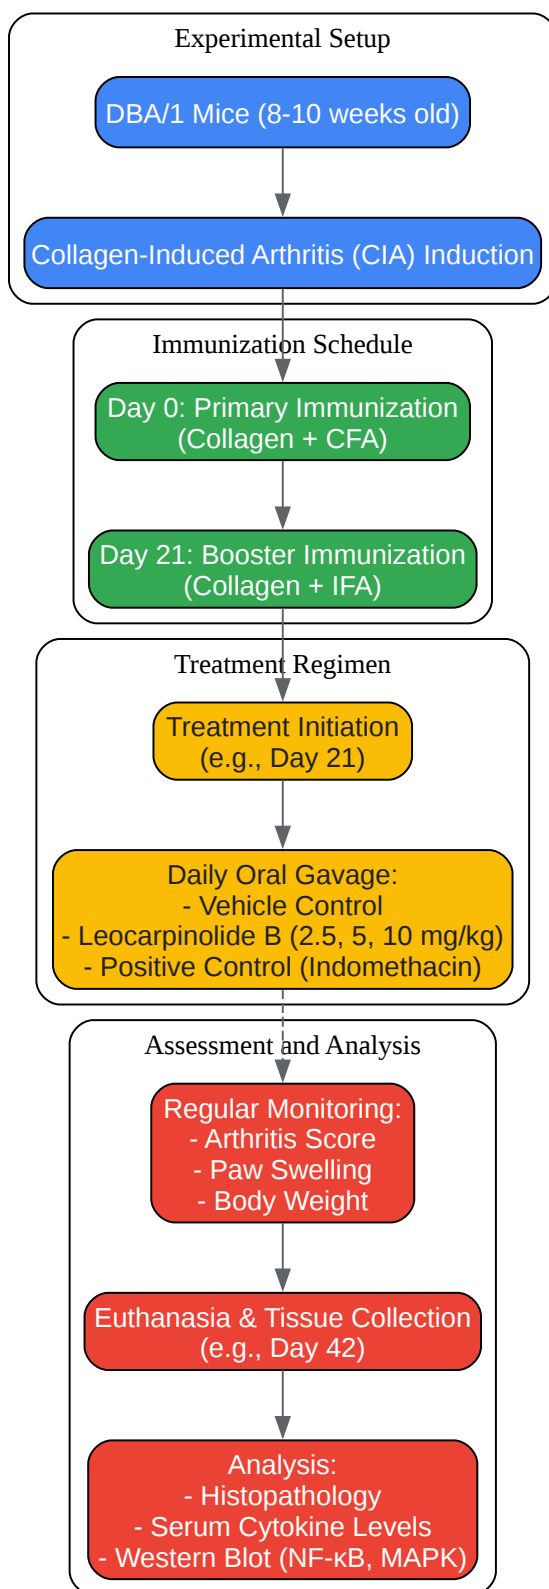 Experimental Setup
DBA/1 Mice (8-10 weeks old)
Collagen-Induced Arthritis (CIA) Induction
Immunization Schedule
Day 0: Primary Immunization
(Collagen + CFA)
Day 21: Booster Immunization
(Collagen + IFA)
Treatment Regimen
Treatment Initiation
(e.g., Day 21)
Daily Oral Gavage:
- Vehicle Control
- Leocarpinolide B (2.5, 5, 10 mg/kg)
- Positive Control (Indomethacin)
Assessment and Analysis
Regular Monitoring:
- Arthritis Score
- Paw Swelling
- Body Weight
Euthanasia & Tissue Collection
(e.g., Day 42)
Analysis:
- Histopathology
- Serum Cytokine Levels
- Western Blot (NF-κB, MAPK)